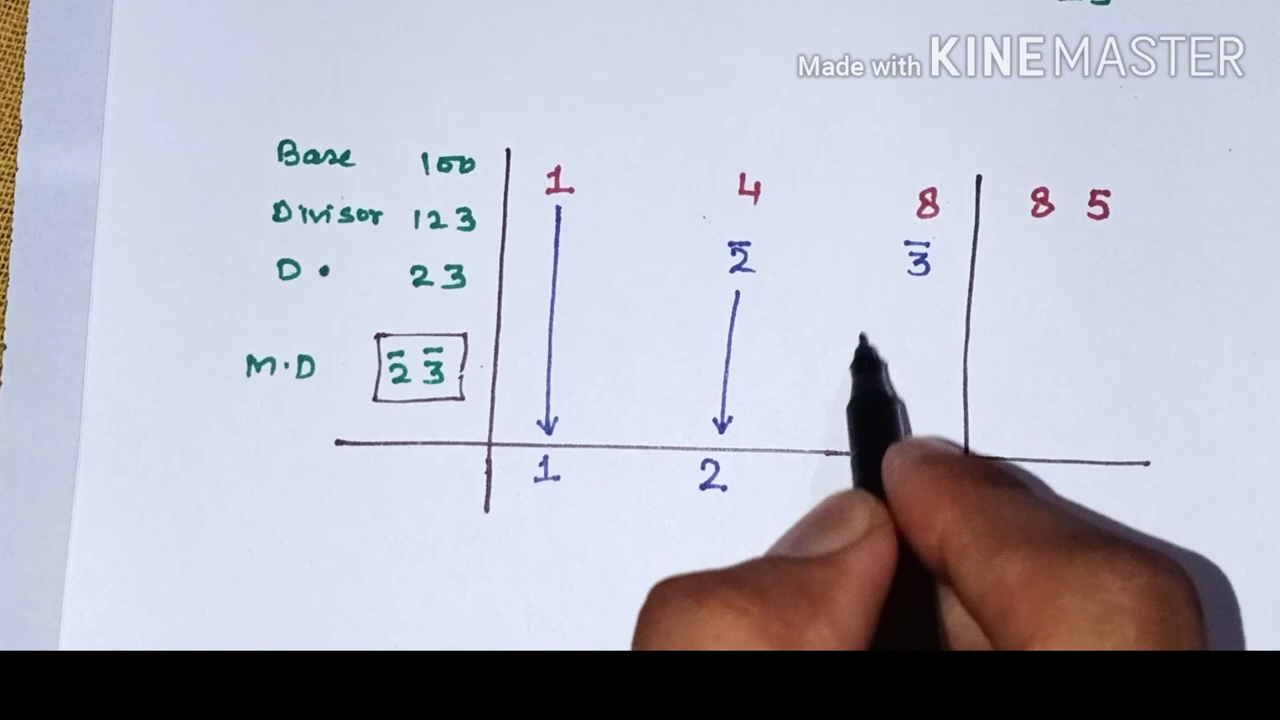 Made with KINEMASTER
Base 100 1 4 8 8 5
Divisor 123 2̅ 3̅
D. 23
M.D 2̅ 3̅
1 2